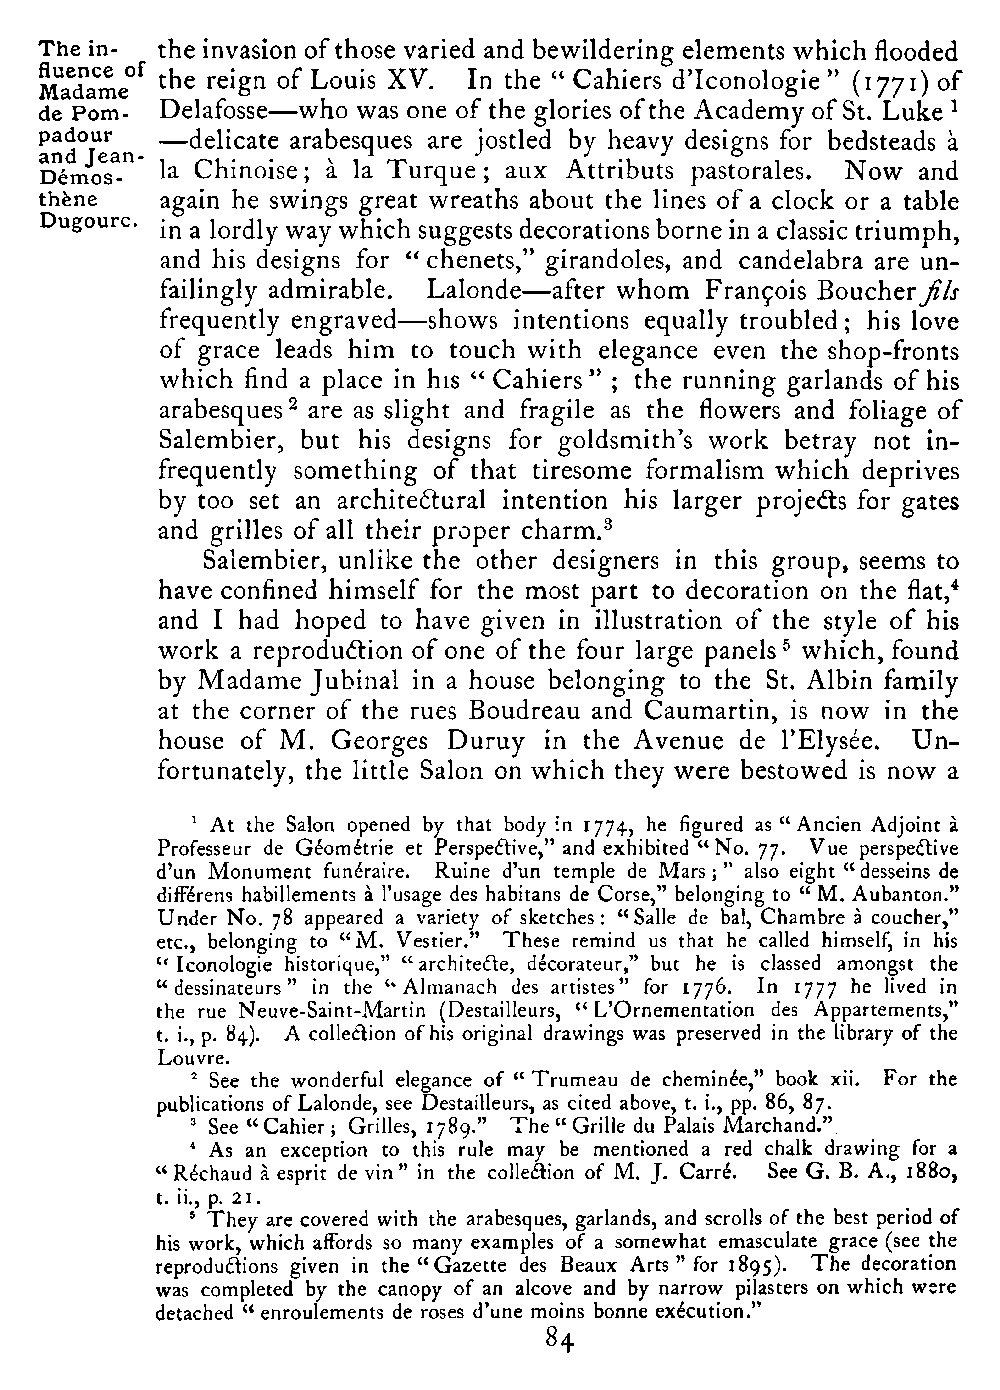 The in-
fluence of
Madame
de Pom-
padour
and Jean-
Démos-
thène
Dugourc.
the invasion of those varied and bewildering elements which flooded
the reign of Louis XV. In the “ Cahiers d’Iconologie ” (1771) of
Delafosse—who was one of the glories of the Academy of St. Luke ¹
—delicate arabesques are jostled by heavy designs for bedsteads à
la Chinoise ; à la Turque ; aux Attributs pastorales. Now and
again he swings great wreaths about the lines of a clock or a table
in a lordly way which suggests decorations borne in a classic triumph,
and his designs for “ chenets,” girandoles, and candelabra are un-
failingly admirable. Lalonde—after whom François Boucher fils
frequently engraved—shows intentions equally troubled ; his love
of grace leads him to touch with elegance even the shop-fronts
which find a place in his “ Cahiers ” ; the running garlands of his
arabesques ² are as slight and fragile as the flowers and foliage of
Salembier, but his designs for goldsmith’s work betray not in-
frequently something of that tiresome formalism which deprives
by too set an architectural intention his larger projects for gates
and grilles of all their proper charm.³
Salembier, unlike the other designers in this group, seems to
have confined himself for the most part to decoration on the flat,⁴
and I had hoped to have given in illustration of the style of his
work a reproduction of one of the four large panels ⁵ which, found
by Madame Jubinal in a house belonging to the St. Albin family
at the corner of the rues Boudreau and Caumartin, is now in the
house of M. Georges Duruy in the Avenue de l’Elysée. Un-
fortunately, the little Salon on which they were bestowed is now a
¹ At the Salon opened by that body in 1774, he figured as “ Ancien Adjoint à
Professeur de Géométrie et Perspective,” and exhibited “ No. 77. Vue perspective
d’un Monument funéraire. Ruine d’un temple de Mars ; ” also eight “ desseins de
différens habillements à l’usage des habitans de Corse,” belonging to “ M. Aubanton.”
Under No. 78 appeared a variety of sketches : “ Salle de bal, Chambre à coucher,”
etc., belonging to “ M. Vestier.” These remind us that he called himself, in his
“ Iconologie historique,” “ architecte, décorateur,” but he is classed amongst the
“ dessinateurs ” in the “ Almanach des artistes ” for 1776. In 1777 he lived in
the rue Neuve-Saint-Martin (Destailleurs, “ L’Ornementation des Appartements,”
t. i., p. 84). A collection of his original drawings was preserved in the library of the
Louvre.
² See the wonderful elegance of “ Trumeau de cheminée,” book xii. For the
publications of Lalonde, see Destailleurs, as cited above, t. i., pp. 86, 87.
³ See “ Cahier ; Grilles, 1789.” The “ Grille du Palais Marchand.”
⁴ As an exception to this rule may be mentioned a red chalk drawing for a
“ Réchaud à esprit de vin ” in the collection of M. J. Carré. See G. B. A., 1880,
t. ii., p. 21.
⁵ They are covered with the arabesques, garlands, and scrolls of the best period of
his work, which affords so many examples of a somewhat emasculate grace (see the
reproductions given in the “ Gazette des Beaux Arts ” for 1895). The decoration
was completed by the canopy of an alcove and by narrow pilasters on which were
detached “ enroulements de roses d’une moins bonne exécution.”
84